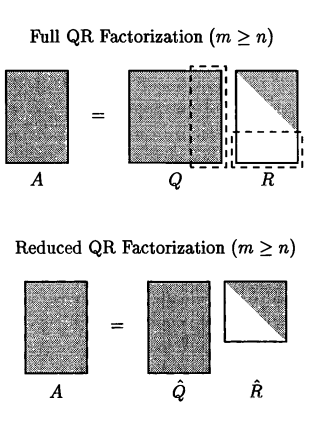 Full QR Factorization (m ≥ n)
=
A Q R
Reduced QR Factorization (m ≥ n)
=
A Q̂ R̂